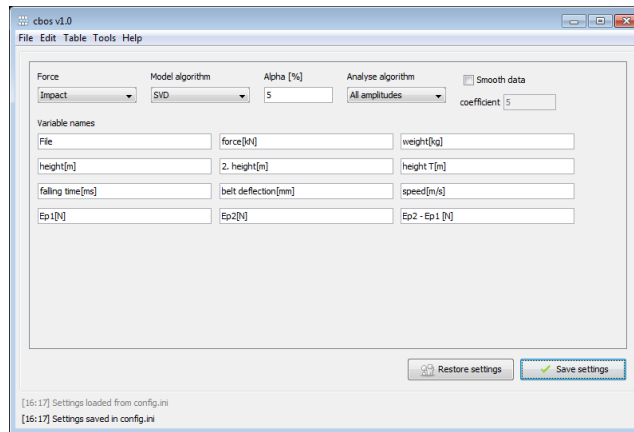 cbos v1.0
File Edit Table Tools Help
Force Model algorithm Alpha [%] Analyse algorithm Smooth data
Impact SVD 5 All amplitudes coefficient 5
Variable names
File force[kN] weight[kg]
height[m] 2. height[m] height T[m]
falling time[ms] belt deflection[mm] speed[m/s]
Ep1[N] Ep2[N] Ep2 - Ep1 [N]
Restore settings Save settings
[16:17] Settings loaded from config.ini
[16:17] Settings saved in config.ini